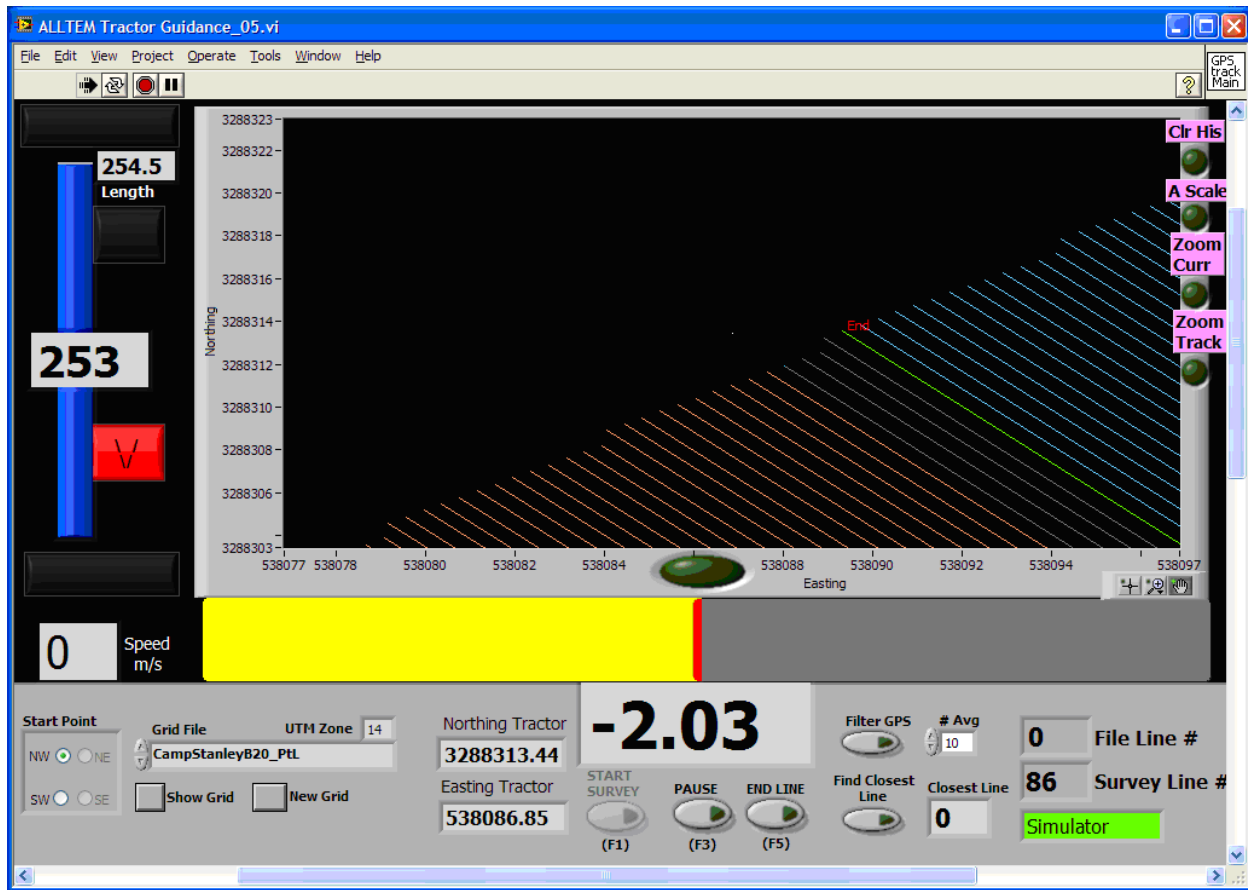 ALLTEM Tractor Guidance_05.vi
File Edit View Project Operate Tools Window Help
GPS
track
Main
?
254.5
Length
253
V
0
Speed
m/s
3288323
3288322
3288320
3288318
3288316
3288314
3288312
3288310
3288308
3288306
3288303
Northing
End
538077 538078 538080 538082 538084 538088 538090 538092 538094 538097
Easting
Clr His
A Scale
Zoom
Curr
Zoom
Track
Start Point
NW NE
SW SE
Grid File UTM Zone 14
CampStanleyB20_PtL
Show Grid New Grid
Northing Tractor
3288313.44
Easting Tractor
538086.85
-2.03
START
SURVEY
(F1)
PAUSE
(F3)
END LINE
(F5)
Filter GPS
# Avg
10
Find Closest
Line
Closest Line
0
0 File Line #
86 Survey Line #
Simulator